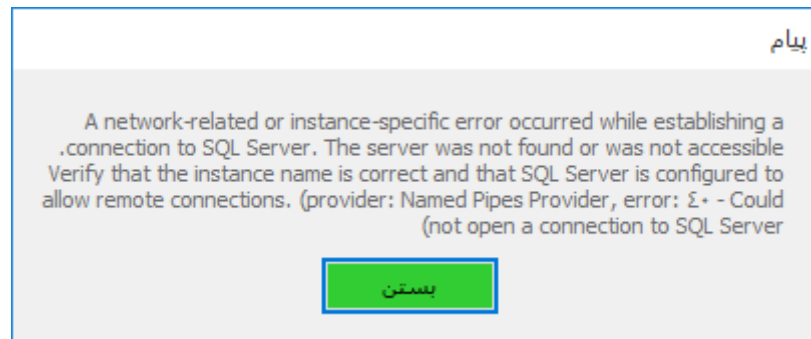 پیام
A network-related or instance-specific error occurred while establishing a
.connection to SQL Server. The server was not found or was not accessible
Verify that the instance name is correct and that SQL Server is configured to
allow remote connections. (provider: Named Pipes Provider, error: ٤٠ - Could
(not open a connection to SQL Server
بستن